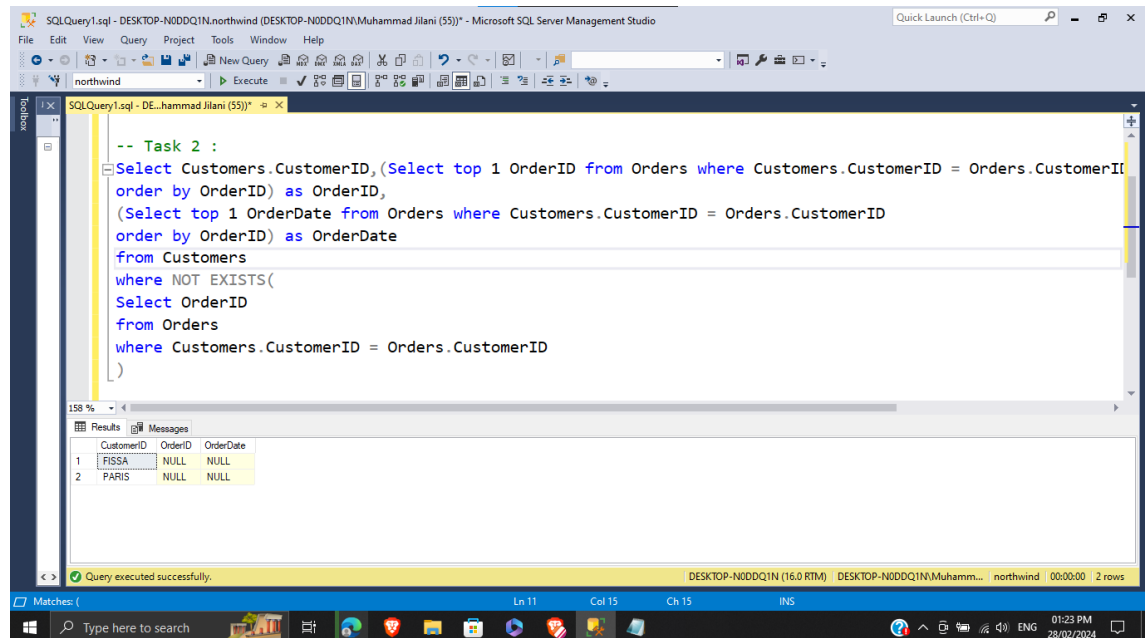 SQLQuery1.sql - DESKTOP-N0DDQ1N.northwind (DESKTOP-N0DDQ1N\Muhammad Jilani (55))* - Microsoft SQL Server Management Studio
Quick Launch (Ctrl+Q)
File Edit View Query Project Tools Window Help
New Query
northwind Execute
Toolbox
SQLQuery1.sql - DE...hammad Jilani (55))*
-- Task 2 :
Select Customers.CustomerID,(Select top 1 OrderID from Orders where Customers.CustomerID = Orders.CustomerID
order by OrderID) as OrderID,
(Select top 1 OrderDate from Orders where Customers.CustomerID = Orders.CustomerID
order by OrderID) as OrderDate
from Customers
where NOT EXISTS(
Select OrderID
from Orders
where Customers.CustomerID = Orders.CustomerID
)
158 %
Results Messages
CustomerID OrderID OrderDate
1 FISSA NULL NULL
2 PARIS NULL NULL
Query executed successfully.
DESKTOP-N0DDQ1N (16.0 RTM) DESKTOP-N0DDQ1N\Muhamm... northwind 00:00:00 2 rows
Matches: ( Ln 11 Col 15 Ch 15 INS
Type here to search
ENG
01:23 PM
28/02/2024